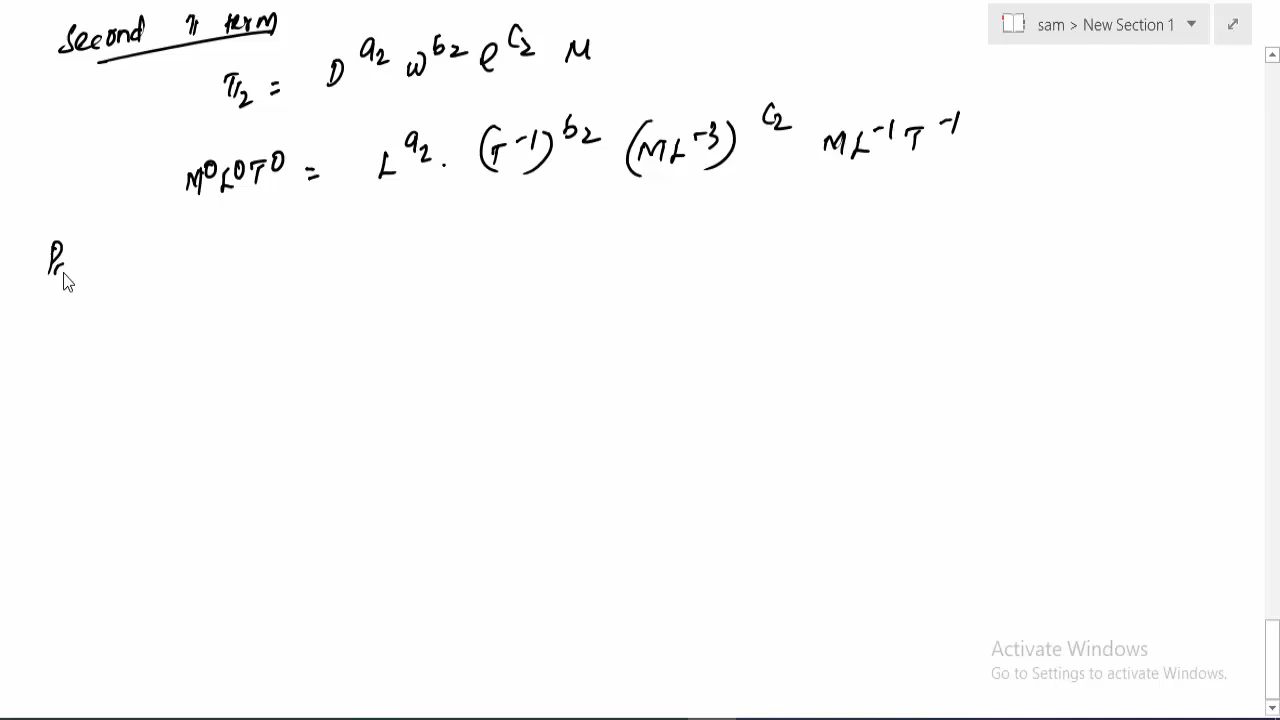 sam > New Section 1
Second π term
π₂ = D^a₂ ω^b₂ ρ^c₂ μ
M⁰L⁰T⁰ = L^a₂ . (T⁻¹)^b₂ (ML⁻³)^c₂ ML⁻¹T⁻¹
Pr
Activate Windows
Go to Settings to activate Windows.